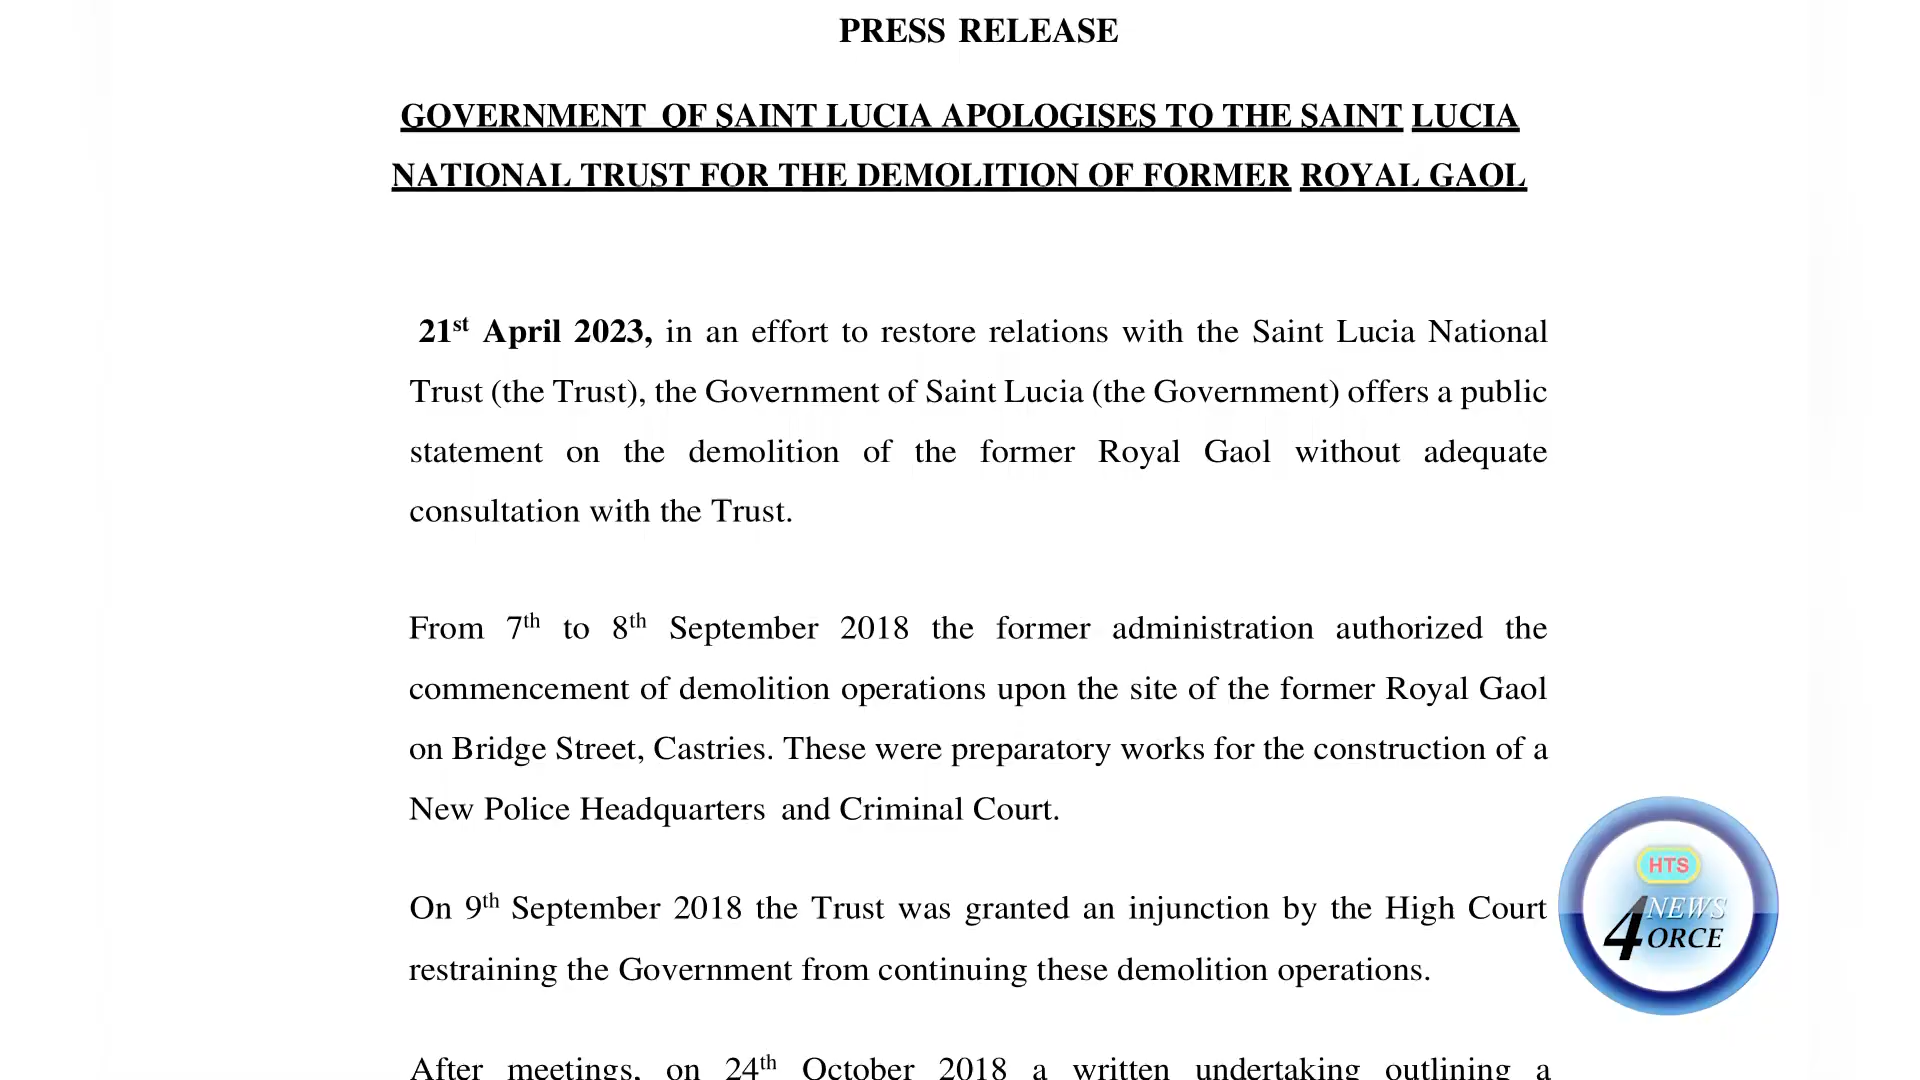 PRESS RELEASE
GOVERNMENT OF SAINT LUCIA APOLOGISES TO THE SAINT LUCIA
NATIONAL TRUST FOR THE DEMOLITION OF FORMER ROYAL GAOL
21st April 2023, in an effort to restore relations with the Saint Lucia National
Trust (the Trust), the Government of Saint Lucia (the Government) offers a public
statement on the demolition of the former Royal Gaol without adequate
consultation with the Trust.
From 7th to 8th September 2018 the former administration authorized the
commencement of demolition operations upon the site of the former Royal Gaol
on Bridge Street, Castries. These were preparatory works for the construction of a
New Police Headquarters and Criminal Court.
On 9th September 2018 the Trust was granted an injunction by the High Court
restraining the Government from continuing these demolition operations.
After meetings, on 24th October 2018 a written undertaking outlining a
HTS
NEWS
4ORCE